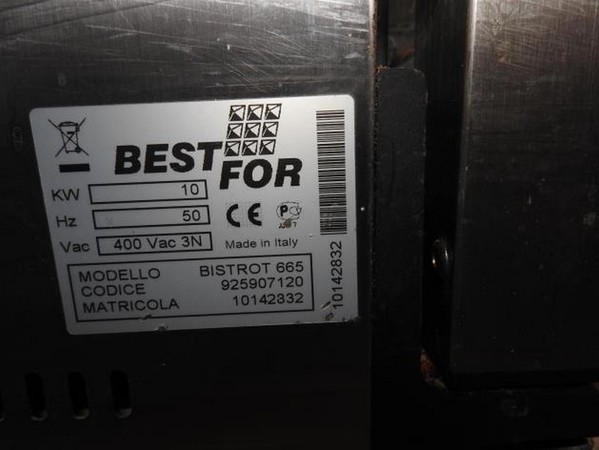 BEST
FOR
KW 10
Hz 50
Vac 400 Vac 3N
CE
Made in Italy
MODELLO BISTROT 665
CODICE 925907120
MATRICOLA 10142832
10142832